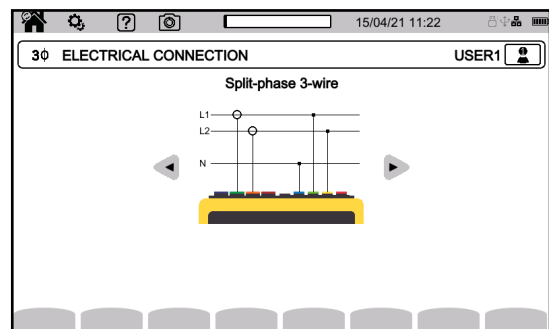 ? 15/04/21 11:22
3Φ ELECTRICAL CONNECTION USER1
Split-phase 3-wire
L1
L2
N